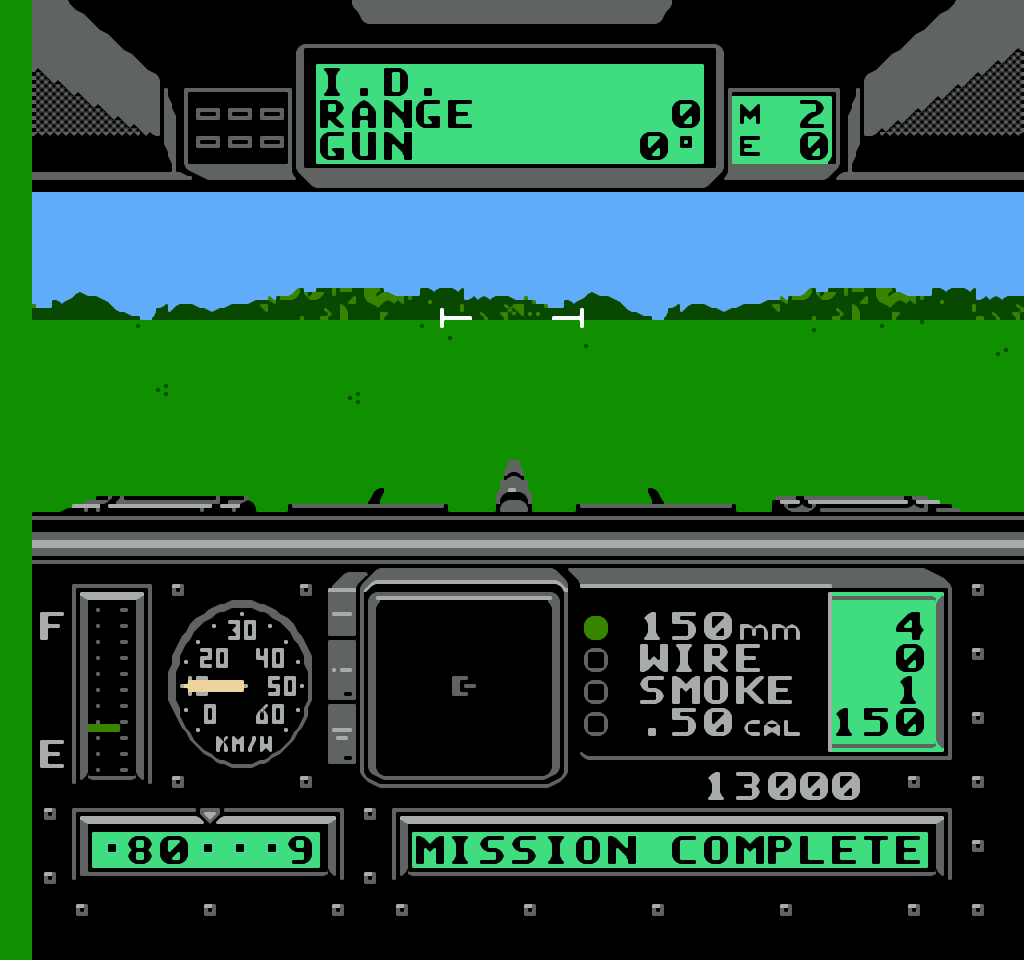 I.D.
RANGE 0
GUN 0°
M 2
E 0
F
E
30
20 40
10 50
0 60
KM/W
150mm 4
WIRE 0
SMOKE 1
.50 CAL 150
13000
·80···9
MISSION COMPLETE